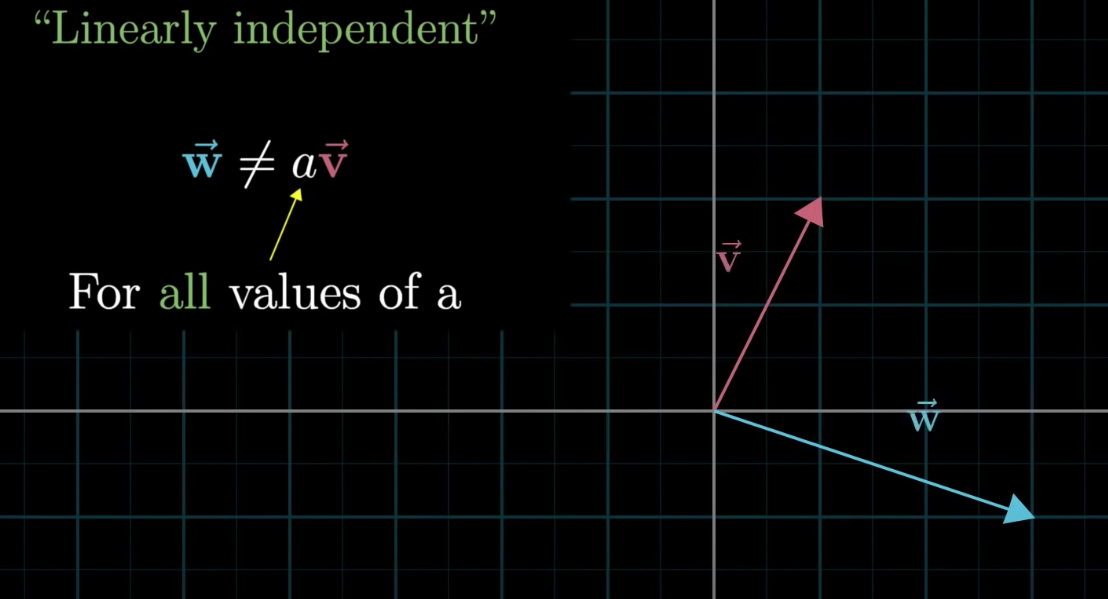 “Linearly independent”
w⃗ ≠ av⃗
For all values of a
v⃗
w⃗